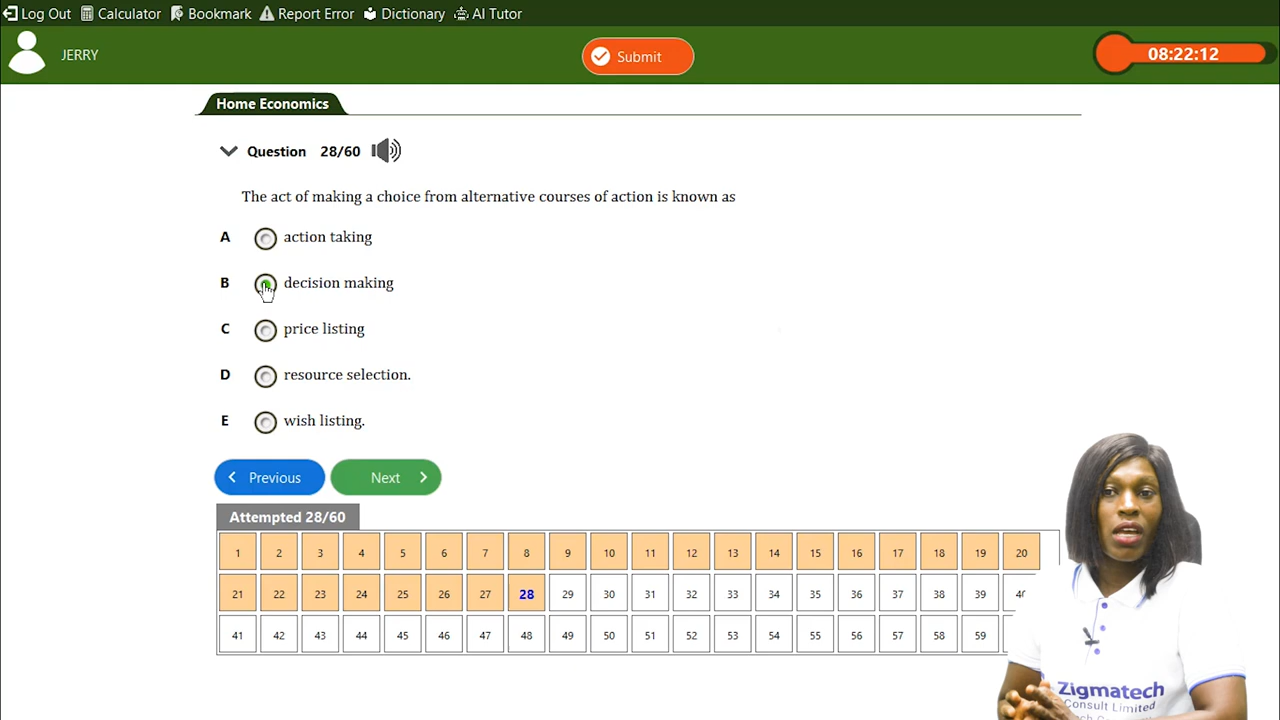 Log Out Calculator Bookmark Report Error Dictionary AI Tutor
JERRY
Submit
08:22:12
Home Economics
Question 28/60
The act of making a choice from alternative courses of action is known as
A action taking
B decision making
C price listing
D resource selection.
E wish listing.
Previous Next
Attempted 28/60
1 2 3 4 5 6 7 8 9 10 11 12 13 14 15 16 17 18 19 20
21 22 23 24 25 26 27 28 29 30 31 32 33 34 35 36 37 38 39
41 42 43 44 45 46 47 48 49 50 51 52 53 54 55 56 57 58 59
Zigmatech
Consult Limited